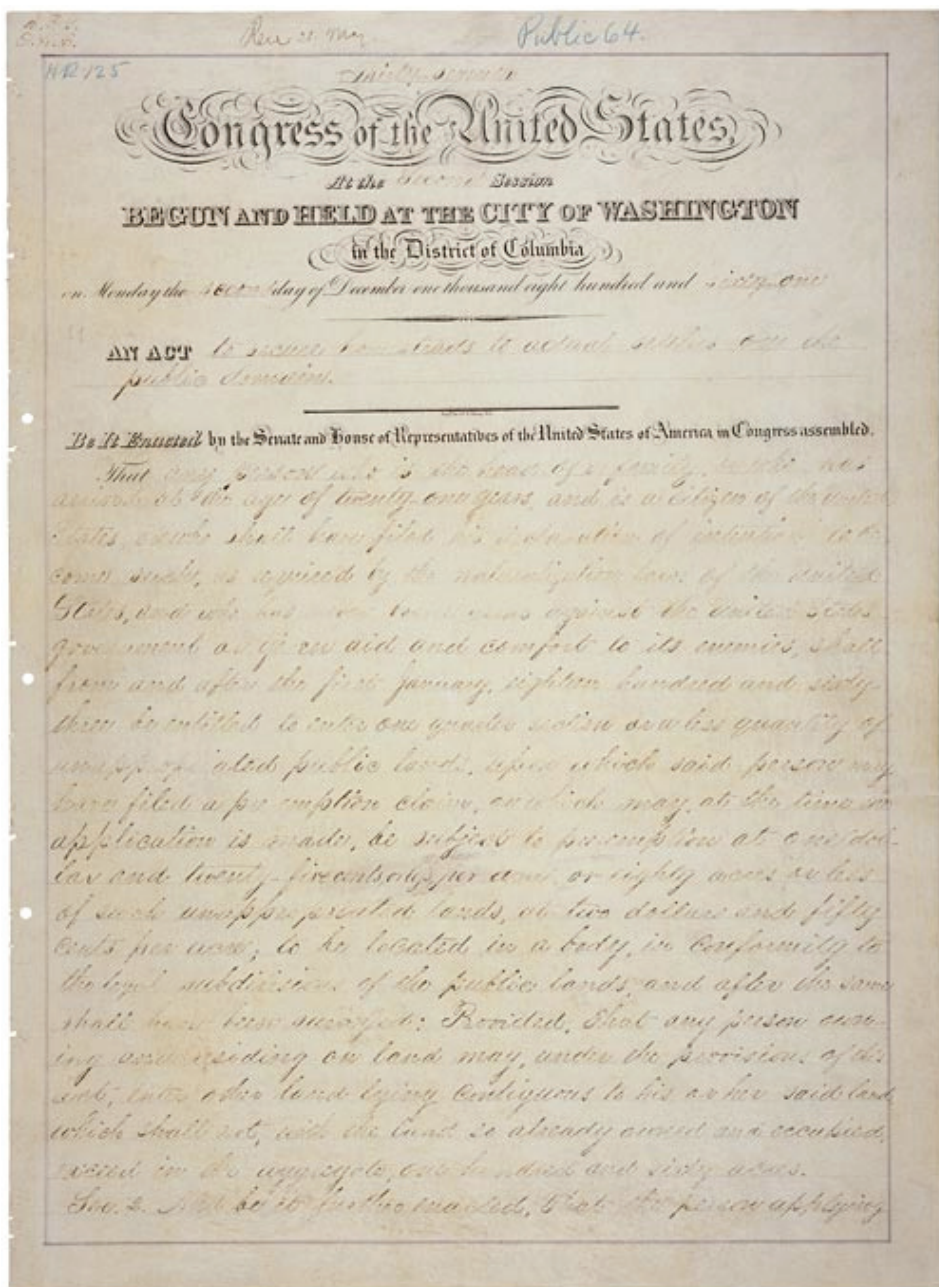 Public 64.
HR 125
Thirty-seventh
Congress of the United States,
At the Second Session
BEGUN AND HELD AT THE CITY OF WASHINGTON
in the District of Columbia
on Monday the second day of December one thousand eight hundred and sixty-one
AN ACT to secure homesteads to actual settlers on the
public domain.
Be It Enacted by the Senate and House of Representatives of the United States of America in Congress assembled,
That any person who is the head of a family, or who has
arrived at the age of twenty-one years, and is a citizen of the United
States, or who shall have filed his declaration of intention to be-
come such, as required by the naturalization laws of the United
States, and who has never borne arms against the United States
government or given aid and comfort to its enemies, shall
from and after the first January, eighteen hundred and sixty-
three be entitled to enter one quarter section or a less quantity of
unappropriated public lands, upon which said person may
have filed a preemption claim, or which may, at the time the
application is made, be subject to preemption at one dol-
lar and twenty-five cents, or less, per acre; or eighty acres or less
of such unappropriated lands, at two dollars and fifty
cents per acre; to be located in a body, in conformity to
the legal subdivisions of the public lands, and after the same
shall have been surveyed: Provided, That any person own-
ing and residing on land may, under the provisions of this
act, enter other land lying contiguous to his or her said land,
which shall not, with the land so already owned and occupied,
exceed in the aggregate one hundred and sixty acres.
Sec. 2. And be it further enacted, That the person applying